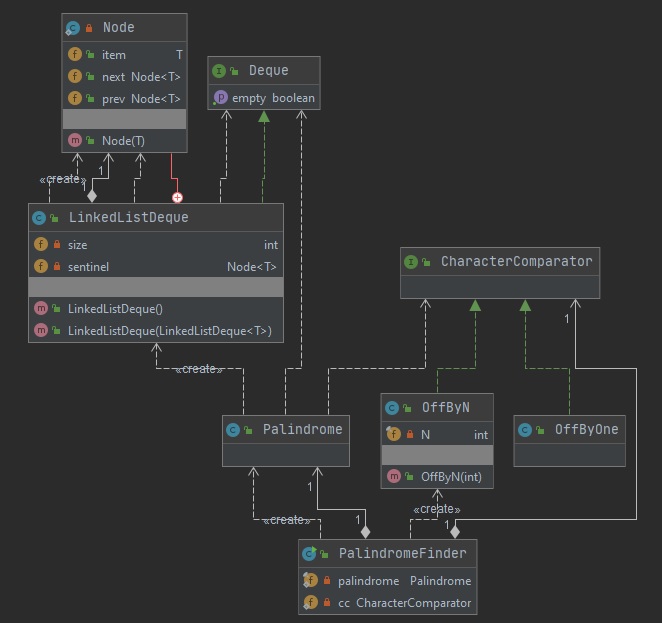 Node
item T
next Node<T>
prev Node<T>
Node(T)
Deque
empty boolean
«create»
1
1
LinkedListDeque
size int
sentinel Node<T>
LinkedListDeque()
LinkedListDeque(LinkedListDeque<T>)
CharacterComparator
1
«create»
Palindrome
OffByN
N int
OffByN(int)
OffByOne
1
«create»
1
«create»
1
PalindromeFinder
palindrome Palindrome
cc CharacterComparator